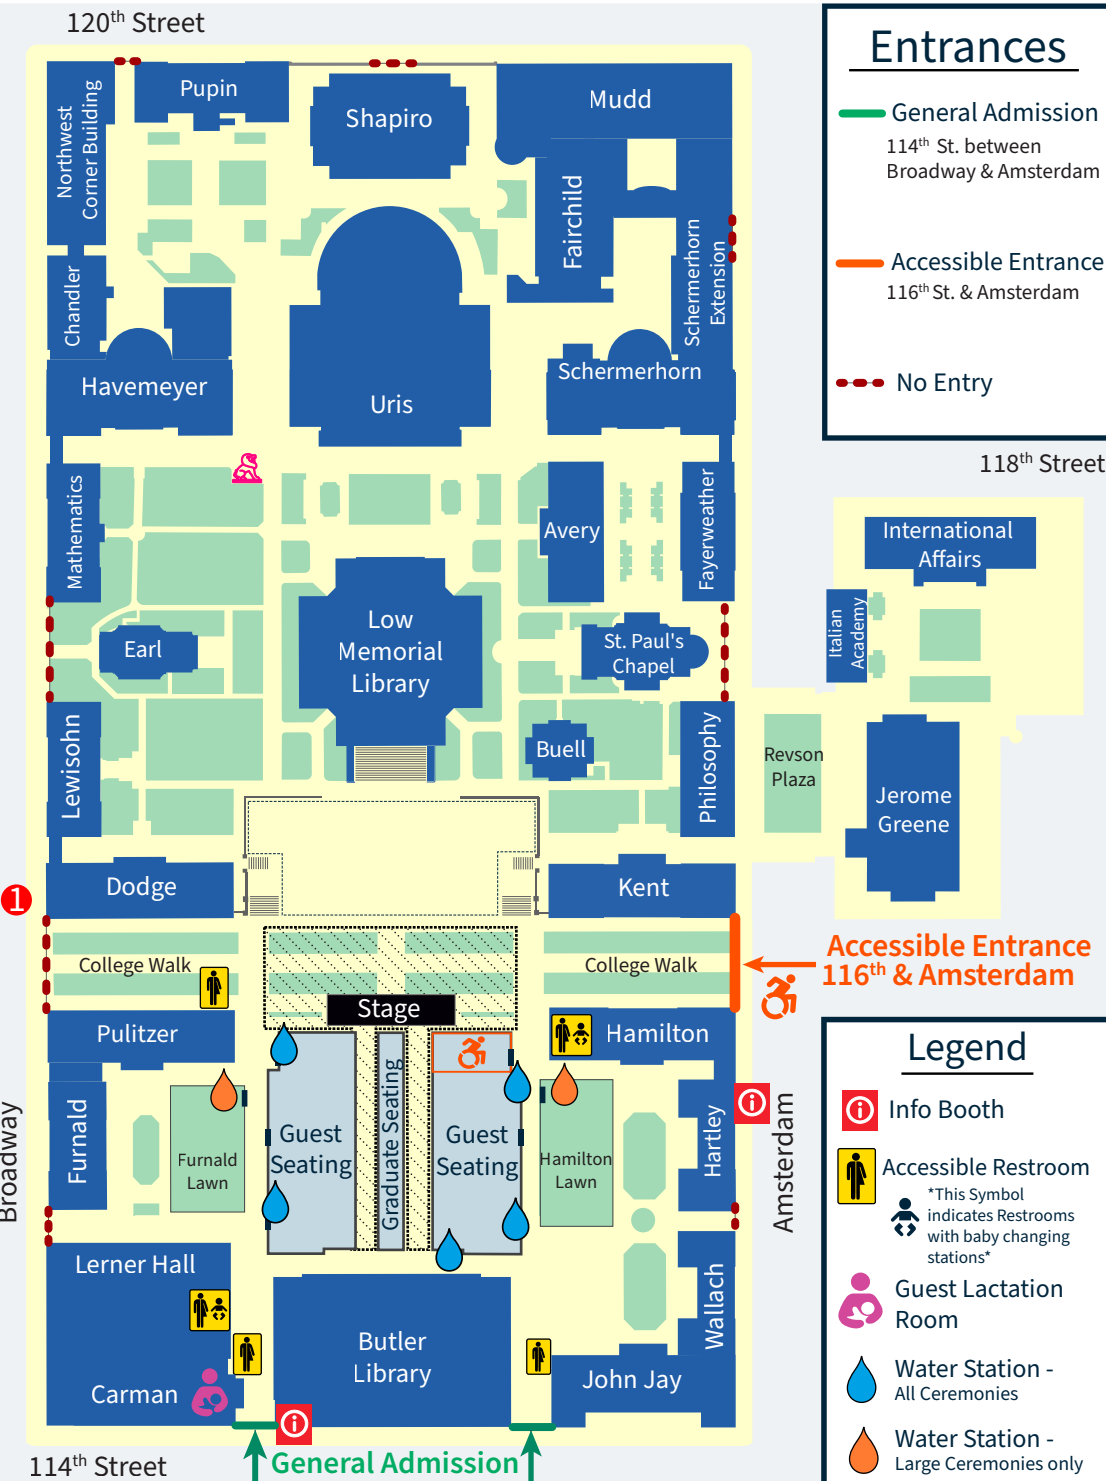 120th Street
Northwest
Corner Building
Pupin
Shapiro
Mudd
Fairchild
Schermerhorn
Extension
Chandler
Havemeyer
Uris
Schermerhorn
Mathematics
Avery
Fayerweather
Earl
Low
Memorial
Library
St. Paul's
Chapel
Lewisohn
Buell
Philosophy
Dodge
Kent
1
College Walk
College Walk
Stage
Pulitzer
Hamilton
Broadway
Furnald
Furnald
Lawn
Guest
Seating
Graduate Seating
Guest
Seating
Hamilton
Lawn
Hartley
Amsterdam
Lerner Hall
Wallach
Butler
Library
Carman
John Jay
114th Street
General Admission
Entrances
General Admission
114th St. between
Broadway & Amsterdam
Accessible Entrance
116th St. & Amsterdam
No Entry
118th Street
International
Affairs
Italian
Academy
Revson
Plaza
Jerome
Greene
Accessible Entrance
116th & Amsterdam
Legend
Info Booth
Accessible Restroom
*This Symbol
indicates Restrooms
with baby changing
stations*
Guest Lactation
Room
Water Station -
All Ceremonies
Water Station -
Large Ceremonies only